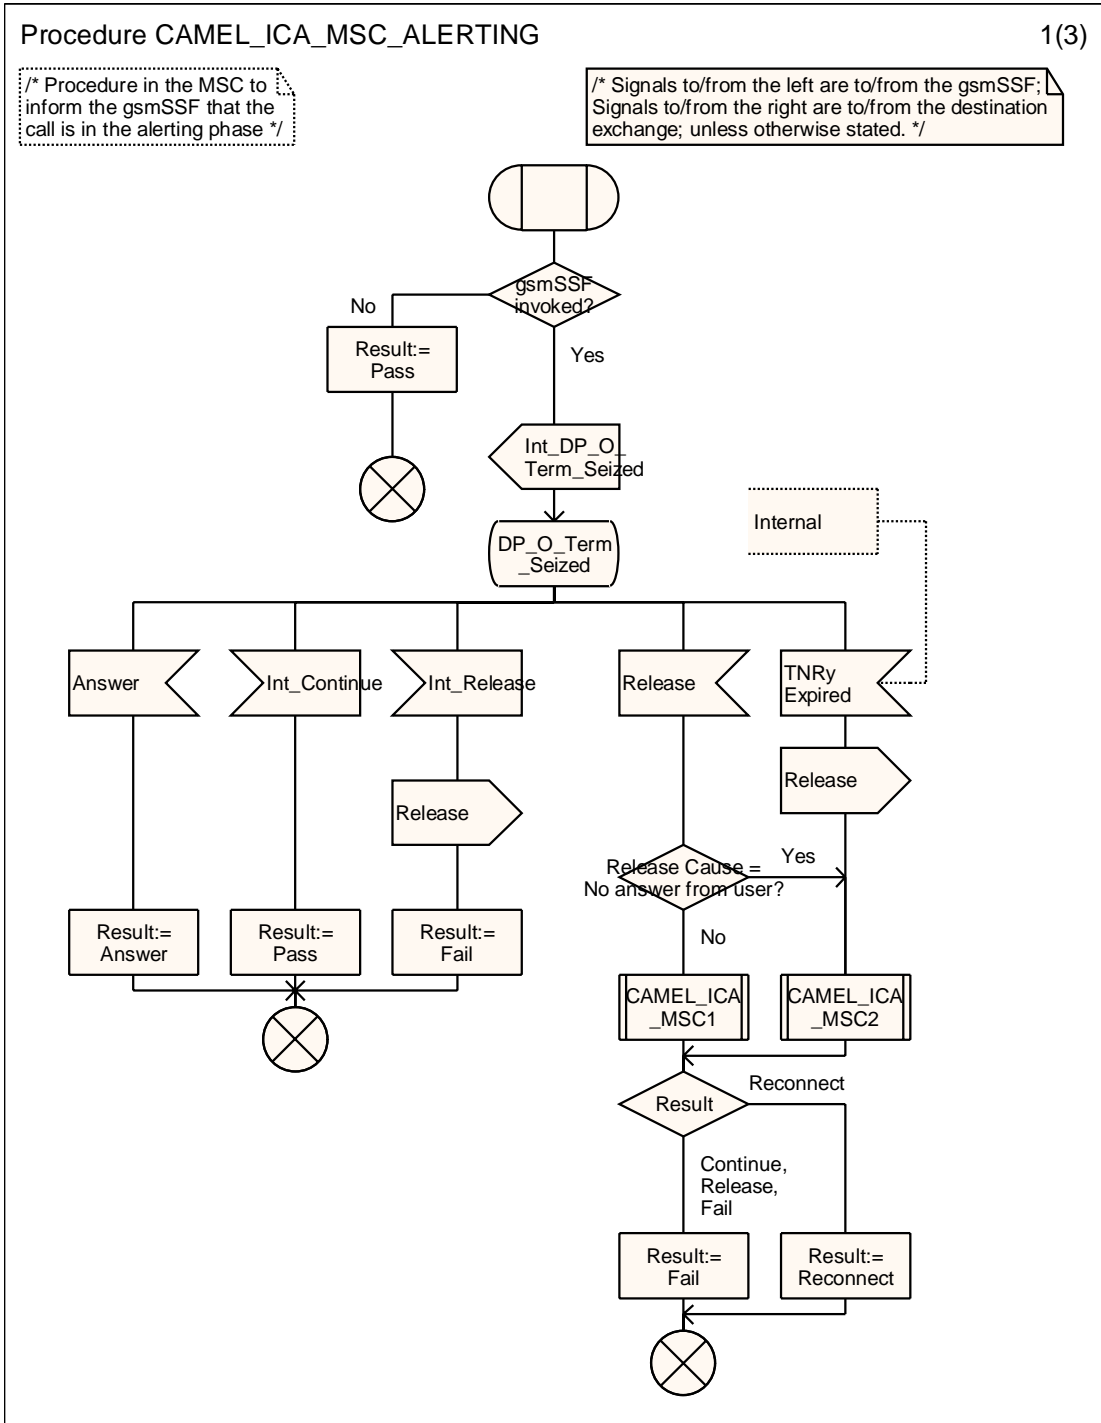 Procedure CAMEL_ICA_MSC_ALERTING
1(3)
/* Procedure in the MSC to
inform the gsmSSF that the
call is in the alerting phase */
/* Signals to/from the left are to/from the gsmSSF;
Signals to/from the right are to/from the destination
exchange; unless otherwise stated. */
gsmSSF
invoked?
No
Yes
Result:=
Pass
Int_DP_O_
Term_Seized
Internal
DP_O_Term
_Seized
Answer
Int_Continue
Int_Release
Release
TNRy
Expired
Release
Release
Release Cause =
No answer from user?
Yes
No
Result:=
Answer
Result:=
Pass
Result:=
Fail
CAMEL_ICA
_MSC1
CAMEL_ICA
_MSC2
Result
Reconnect
Continue,
Release,
Fail
Result:=
Fail
Result:=
Reconnect